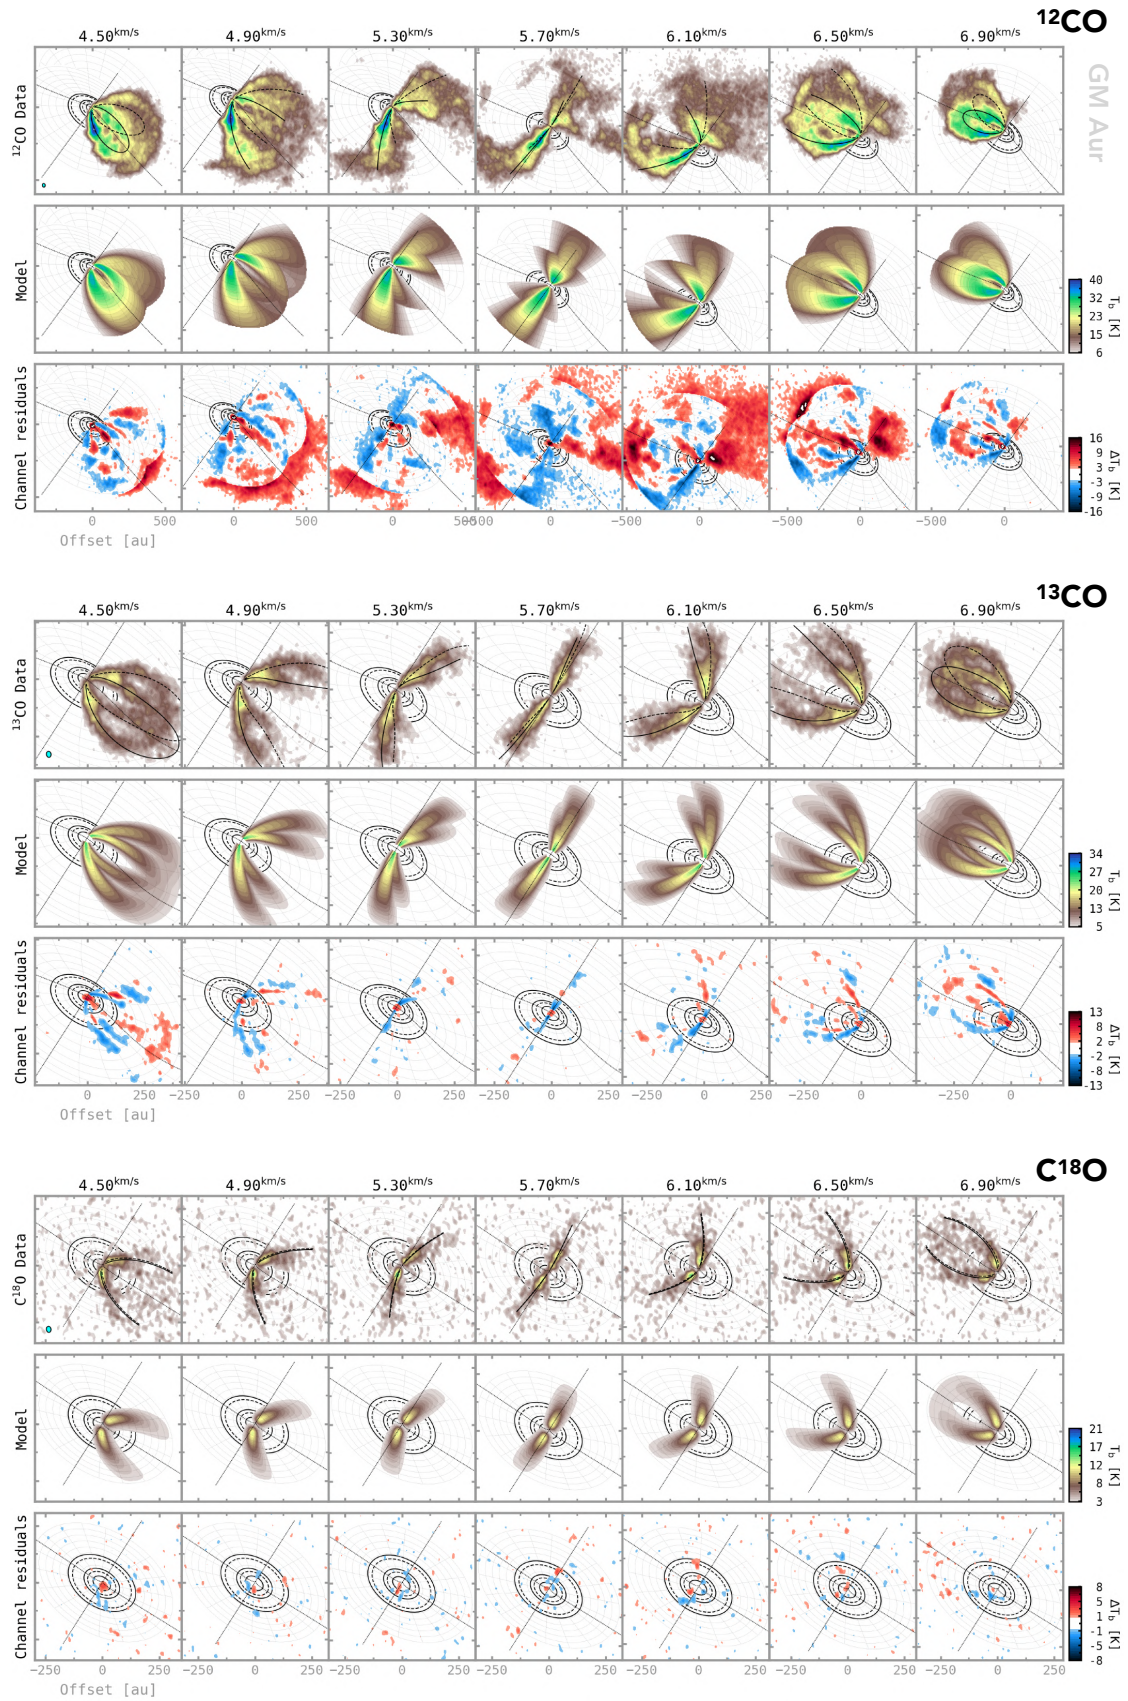 ¹²CO
4.50km/s 4.90km/s 5.30km/s 5.70km/s 6.10km/s 6.50km/s 6.90km/s
GM Aur
¹²CO Data
Model
40
32
23
15
6
T_b [K]
Channel residuals
16
9
3
-3
-9
-16
ΔT_b [K]
0 500 0 0 500 −500 0 −500 0 −500 0 −500 0
Offset [au]
¹³CO
4.50km/s 4.90km/s 5.30km/s 5.70km/s 6.10km/s 6.50km/s 6.90km/s
¹³CO Data
Model
34
27
20
13
5
T_b [K]
Channel residuals
13
8
2
-2
-8
-13
ΔT_b [K]
0 250 −250 0 250 −250 0 250 −250 0 250 −250 0 250 −250 0 −250 0
Offset [au]
C¹⁸O
4.50km/s 4.90km/s 5.30km/s 5.70km/s 6.10km/s 6.50km/s 6.90km/s
C¹⁸O Data
Model
21
17
12
8
3
T_b [K]
Channel residuals
8
5
1
-1
-5
-8
ΔT_b [K]
−250 0 250 0 250 −250 0 250 −250 0 250 −250 0 250 −250 0 250 −250 0 250
Offset [au]